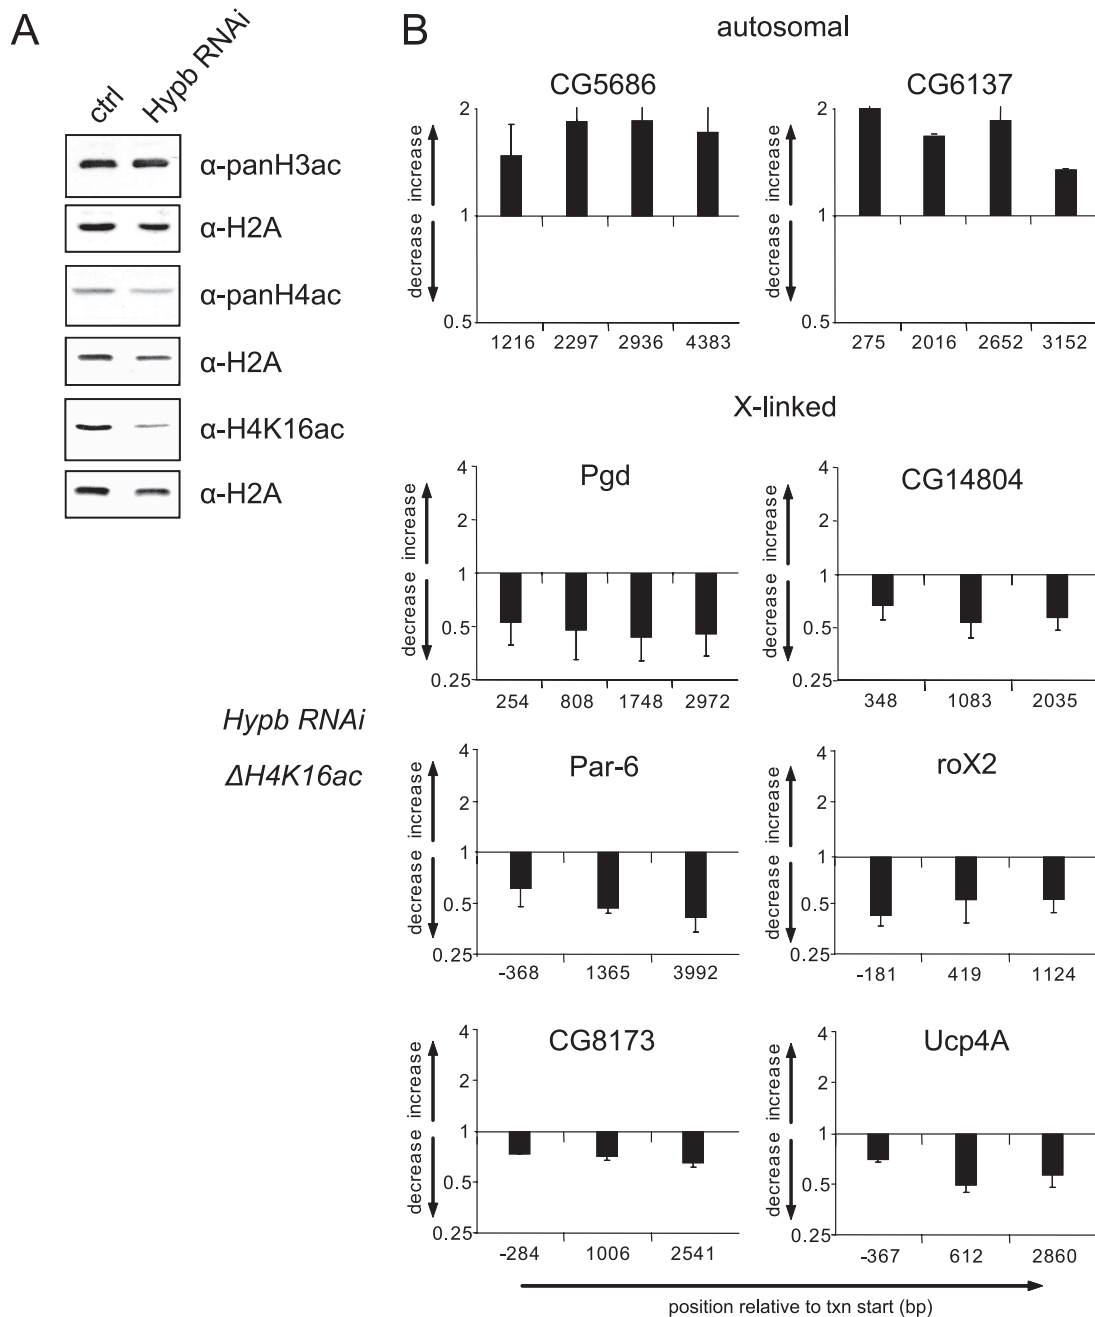 A
ctrl
Hypb RNAi
α-panH3ac
α-H2A
α-panH4ac
α-H2A
α-H4K16ac
α-H2A
Hypb RNAi
ΔH4K16ac
B
autosomal
CG5686
2
1
0.5
decrease increase
1216 2297 2936 4383
CG6137
2
1
0.5
decrease increase
275 2016 2652 3152
X-linked
Pgd
4
2
1
0.5
0.25
decrease increase
254 808 1748 2972
CG14804
4
2
1
0.5
0.25
decrease increase
348 1083 2035
Par-6
4
2
1
0.5
0.25
decrease increase
-368 1365 3992
roX2
4
2
1
0.5
0.25
decrease increase
-181 419 1124
CG8173
4
2
1
0.5
0.25
decrease increase
-284 1006 2541
Ucp4A
4
2
1
0.5
0.25
decrease increase
-367 612 2860
position relative to txn start (bp)